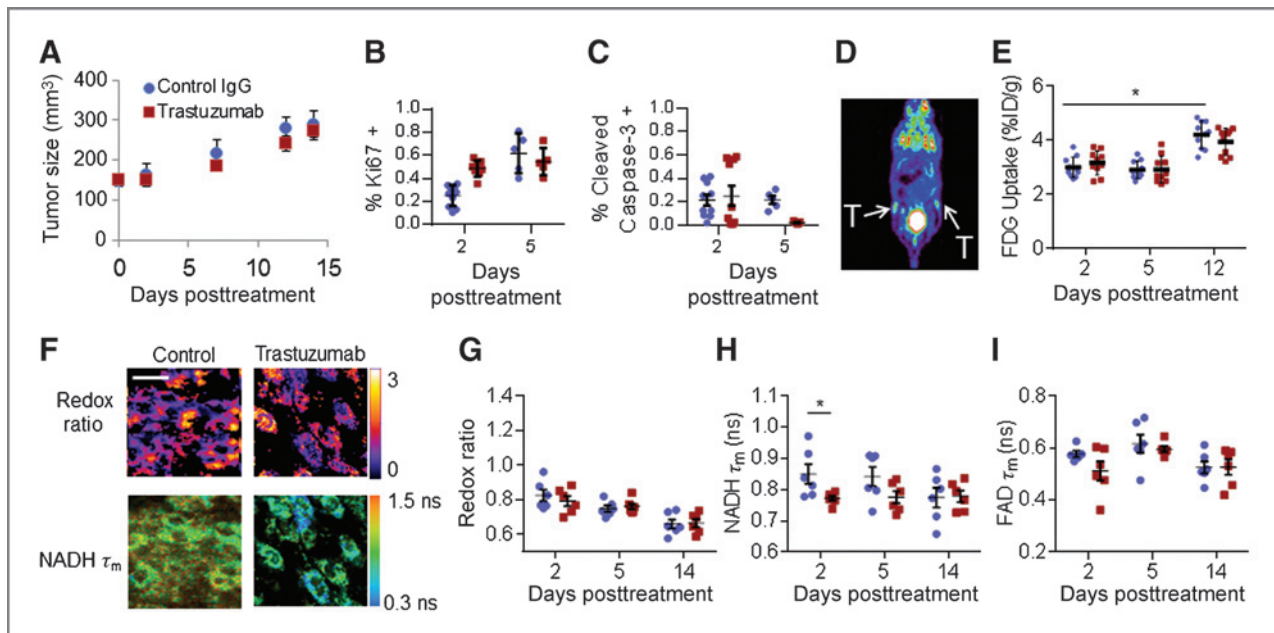 A
Tumor size (mm³)
400
300
200
100
0
Control IgG
Trastuzumab
0 5 10 15
Days posttreatment
B
% Ki67 +
1.0
0.8
0.6
0.4
0.2
0.0
2 5
Days
posttreatment
C
% Cleaved
Caspase-3 +
1.0
0.8
0.6
0.4
0.2
0.0
2 5
Days
posttreatment
D
T
T
E
FDG Uptake (%ID/g)
6
4
2
0
*
2 5 12
Days posttreatment
F
Control Trastuzumab
Redox
ratio
3
0
NADH τm
1.5 ns
0.3 ns
G
Redox ratio
1.4
1.2
1.0
0.8
0.6
2 5 14
Days posttreatment
H
NADH τm (ns)
1.1
1.0
0.9
0.8
0.7
0.6
*
2 5 14
Days posttreatment
I
FAD τm (ns)
0.8
0.6
0.4
0.2
2 5 14
Days posttreatment